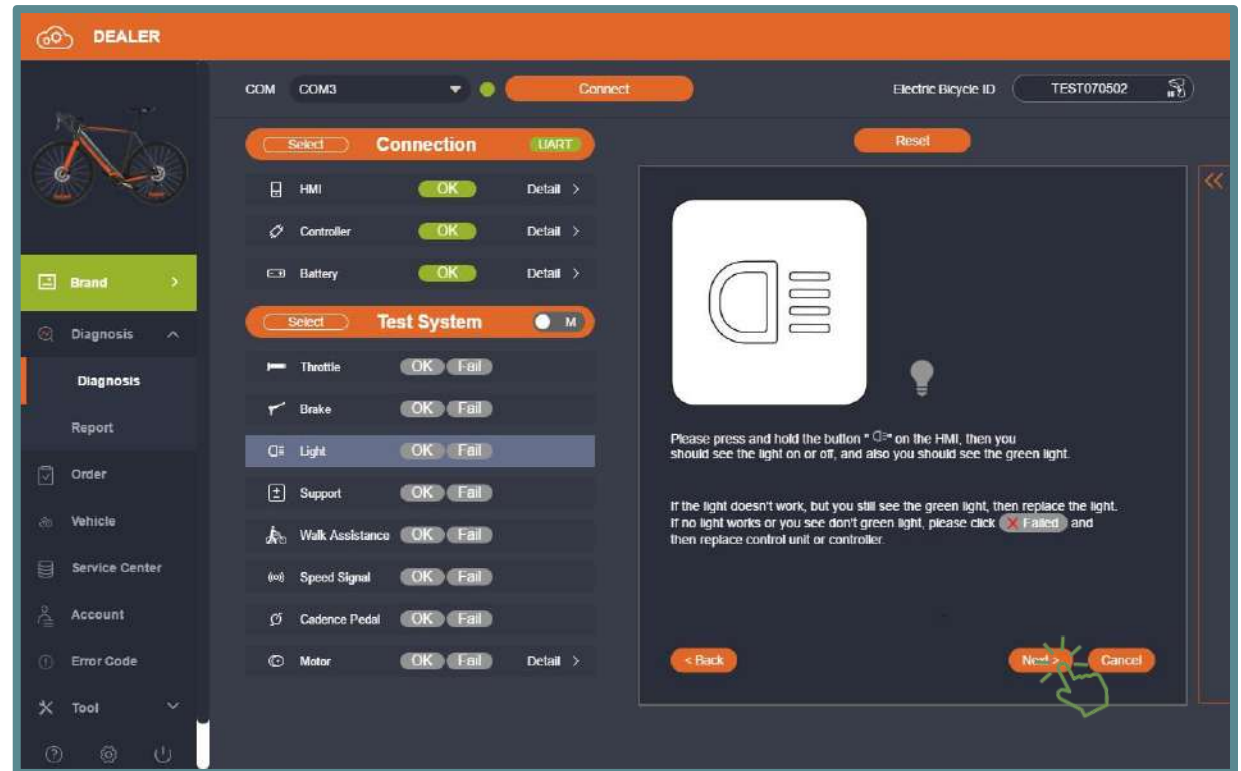 DEALER
COM COM3 Connect Electric Bicycle ID TEST070502
Brand
Diagnosis
Diagnosis
Report
Order
Vehicle
Service Center
Account
Error Code
Tool
Select Connection UART
HMI OK Detail >
Controller OK Detail >
Battery OK Detail >
Select Test System M
Throttle OK Fail
Brake OK Fail
Light OK Fail
Support OK Fail
Walk Assistance OK Fail
Speed Signal OK Fail
Cadence Pedal OK Fail
Motor OK Fail Detail >
Reset
Please press and hold the button " " on the HMI, then you
should see the light on or off, and also you should see the green light.
If the light doesn't work, but you still see the green light, then replace the light.
If no light works or you see don't green light, please click Failed and
then replace control unit or controller.
< Back Next > Cancel